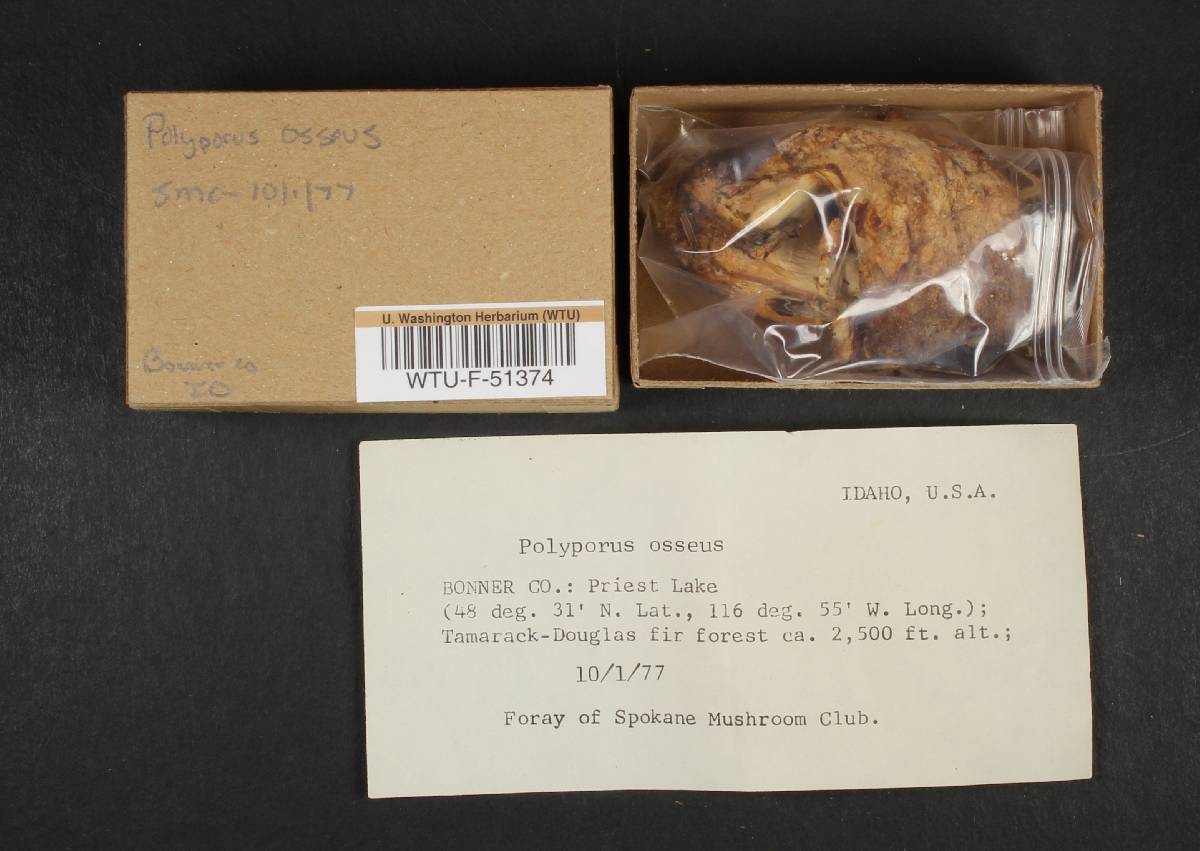 Polyporus osseus
SMC- 10/1/77
Bonner co
ID
U. Washington Herbarium (WTU)
WTU-F-51374
IDAHO, U.S.A.
Polyporus osseus
BONNER CO.: Priest Lake
(48 deg. 31' N. Lat., 116 deg. 55' W. Long.);
Tamarack-Douglas fir forest ca. 2,500 ft. alt.;
10/1/77
Foray of Spokane Mushroom Club.